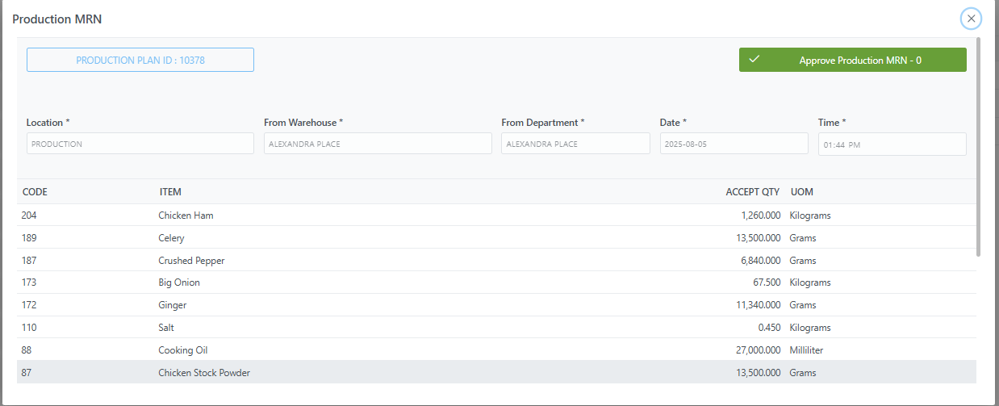 Production MRN
PRODUCTION PLAN ID : 10378
Approve Production MRN - 0
Location * From Warehouse * From Department * Date * Time *
PRODUCTION ALEXANDRA PLACE ALEXANDRA PLACE 2025-08-05 01:44 PM
CODE ITEM ACCEPT QTY UOM
204 Chicken Ham 1,260.000 Kilograms
189 Celery 13,500.000 Grams
187 Crushed Pepper 6,840.000 Grams
173 Big Onion 67.500 Kilograms
172 Ginger 11,340.000 Grams
110 Salt 0.450 Kilograms
88 Cooking Oil 27,000.000 Milliliter
87 Chicken Stock Powder 13,500.000 Grams